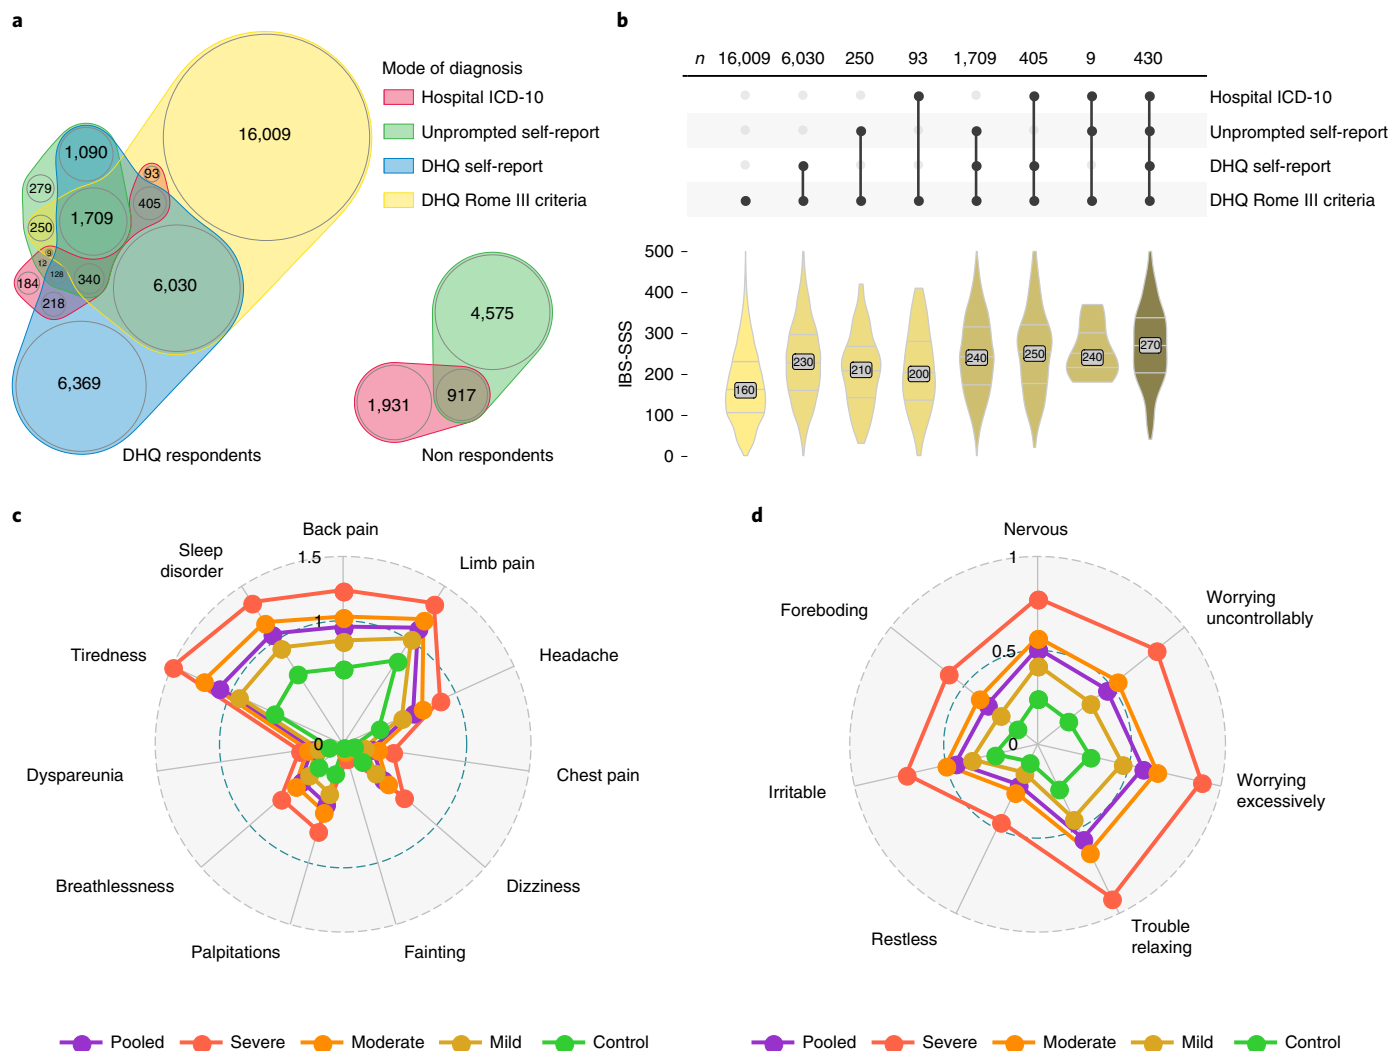 a
Mode of diagnosis
Hospital ICD-10
Unprompted self-report
DHQ self-report
DHQ Rome III criteria
16,009
1,090
93
279
405
1,709
250
9
12
128
340
184
218
6,030
6,369
4,575
1,931
917
DHQ respondents
Non respondents
b
n 16,009 6,030 250 93 1,709 405 9 430
Hospital ICD-10
Unprompted self-report
DHQ self-report
DHQ Rome III criteria
IBS-SSS
500
400
300
200
100
0
160
230
210
200
240
250
240
270
c
Back pain
Limb pain
Headache
Chest pain
Dizziness
Fainting
Palpitations
Breathlessness
Dyspareunia
Tiredness
Sleep
disorder
1.5
1
0
Pooled Severe Moderate Mild Control
d
Nervous
Worrying
uncontrollably
Worrying
excessively
Trouble
relaxing
Restless
Irritable
Foreboding
1
0.5
0
Pooled Severe Moderate Mild Control